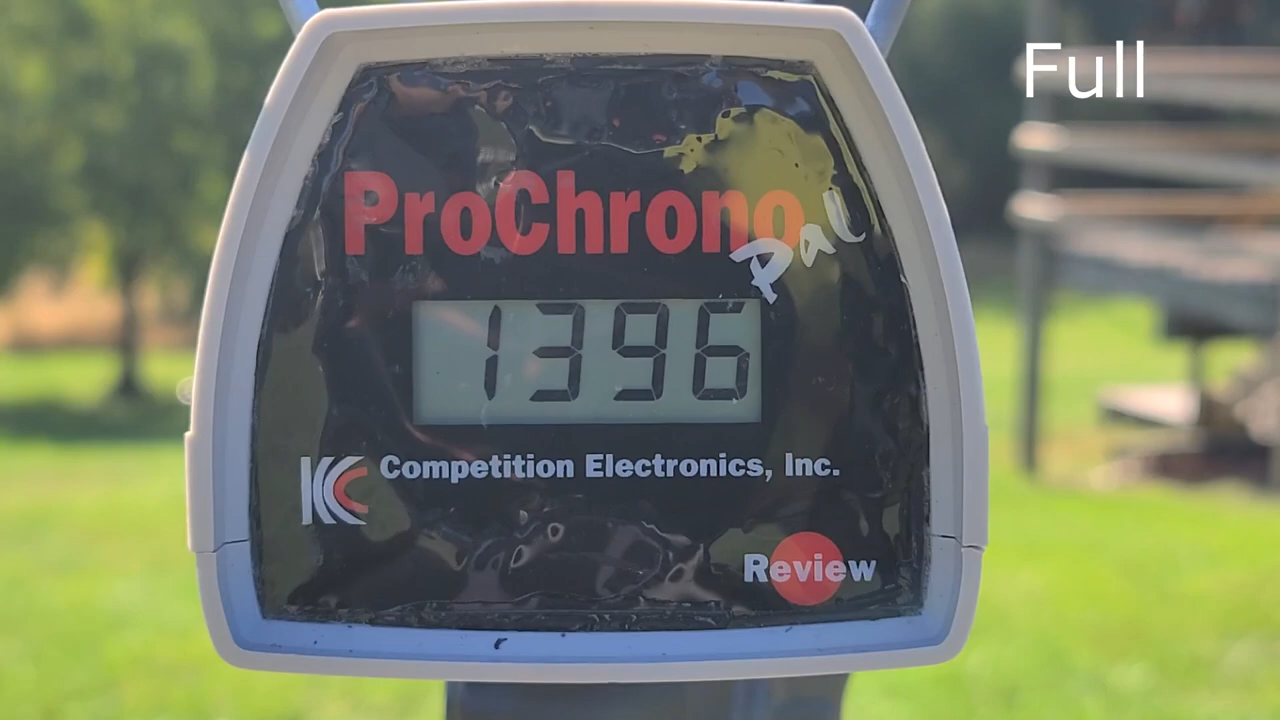 Full
ProChrono
Pal
1396
Competition Electronics, Inc.
Review